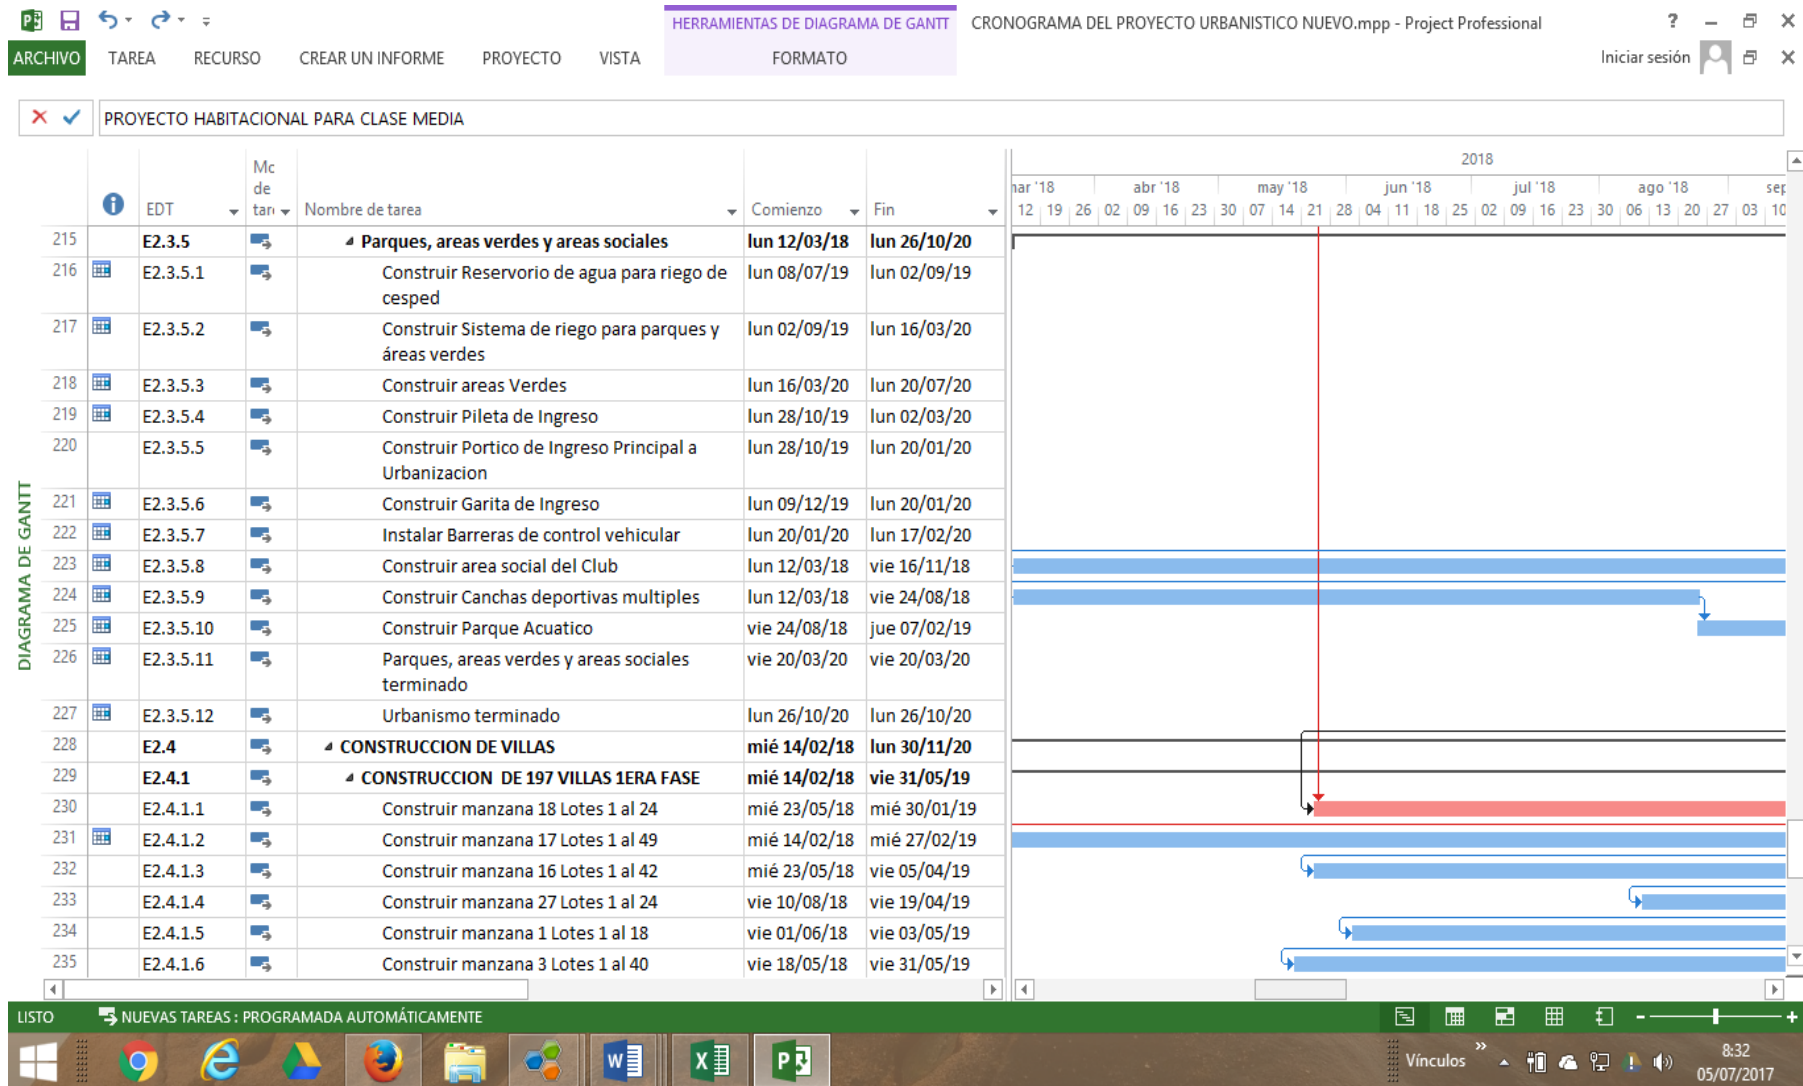 HERRAMIENTAS DE DIAGRAMA DE GANTT CRONOGRAMA DEL PROYECTO URBANISTICO NUEVO.mpp - Project Professional
ARCHIVO TAREA RECURSO CREAR UN INFORME PROYECTO VISTA FORMATO Iniciar sesión
PROYECTO HABITACIONAL PARA CLASE MEDIA
EDT Mc de tar Nombre de tarea Comienzo Fin
2018
mar '18 abr '18 may '18 jun '18 jul '18 ago '18 sep
12 19 26 02 09 16 23 30 07 14 21 28 04 11 18 25 02 09 16 23 30 06 13 20 27 03 10
215 E2.3.5 Parques, areas verdes y areas sociales lun 12/03/18 lun 26/10/20
216 E2.3.5.1 Construir Reservorio de agua para riego de lun 08/07/19 lun 02/09/19
cesped
217 E2.3.5.2 Construir Sistema de riego para parques y lun 02/09/19 lun 16/03/20
áreas verdes
218 E2.3.5.3 Construir areas Verdes lun 16/03/20 lun 20/07/20
219 E2.3.5.4 Construir Pileta de Ingreso lun 28/10/19 lun 02/03/20
220 E2.3.5.5 Construir Portico de Ingreso Principal a lun 28/10/19 lun 20/01/20
Urbanizacion
221 E2.3.5.6 Construir Garita de Ingreso lun 09/12/19 lun 20/01/20
222 E2.3.5.7 Instalar Barreras de control vehicular lun 20/01/20 lun 17/02/20
223 E2.3.5.8 Construir area social del Club lun 12/03/18 vie 16/11/18
224 E2.3.5.9 Construir Canchas deportivas multiples lun 12/03/18 vie 24/08/18
225 E2.3.5.10 Construir Parque Acuatico vie 24/08/18 jue 07/02/19
226 E2.3.5.11 Parques, areas verdes y areas sociales vie 20/03/20 vie 20/03/20
terminado
227 E2.3.5.12 Urbanismo terminado lun 26/10/20 lun 26/10/20
228 E2.4 CONSTRUCCION DE VILLAS mié 14/02/18 lun 30/11/20
229 E2.4.1 CONSTRUCCION DE 197 VILLAS 1ERA FASE mié 14/02/18 vie 31/05/19
230 E2.4.1.1 Construir manzana 18 Lotes 1 al 24 mié 23/05/18 mié 30/01/19
231 E2.4.1.2 Construir manzana 17 Lotes 1 al 49 mié 14/02/18 mié 27/02/19
232 E2.4.1.3 Construir manzana 16 Lotes 1 al 42 mié 23/05/18 vie 05/04/19
233 E2.4.1.4 Construir manzana 27 Lotes 1 al 24 vie 10/08/18 vie 19/04/19
234 E2.4.1.5 Construir manzana 1 Lotes 1 al 18 vie 01/06/18 vie 03/05/19
235 E2.4.1.6 Construir manzana 3 Lotes 1 al 40 vie 18/05/18 vie 31/05/19
DIAGRAMA DE GANTT
LISTO NUEVAS TAREAS : PROGRAMADA AUTOMÁTICAMENTE
Vínculos 8:32
05/07/2017